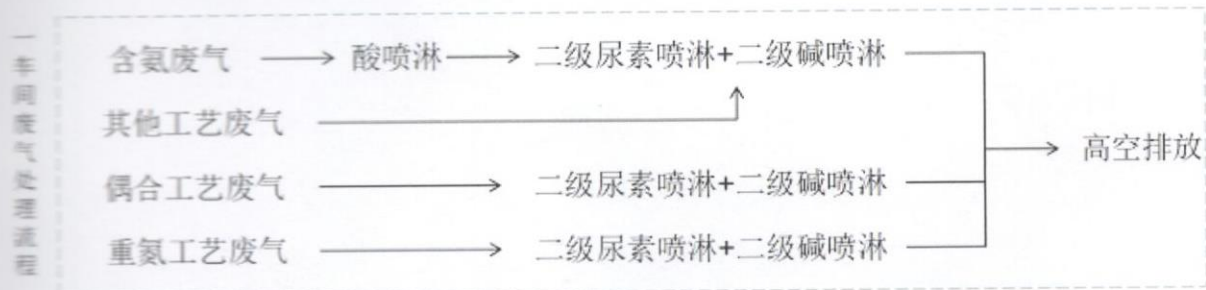 一车间废气处理流程
含氨废气 酸喷淋 二级尿素喷淋+二级碱喷淋
其他工艺废气
高空排放
偶合工艺废气 二级尿素喷淋+二级碱喷淋
重氮工艺废气 二级尿素喷淋+二级碱喷淋